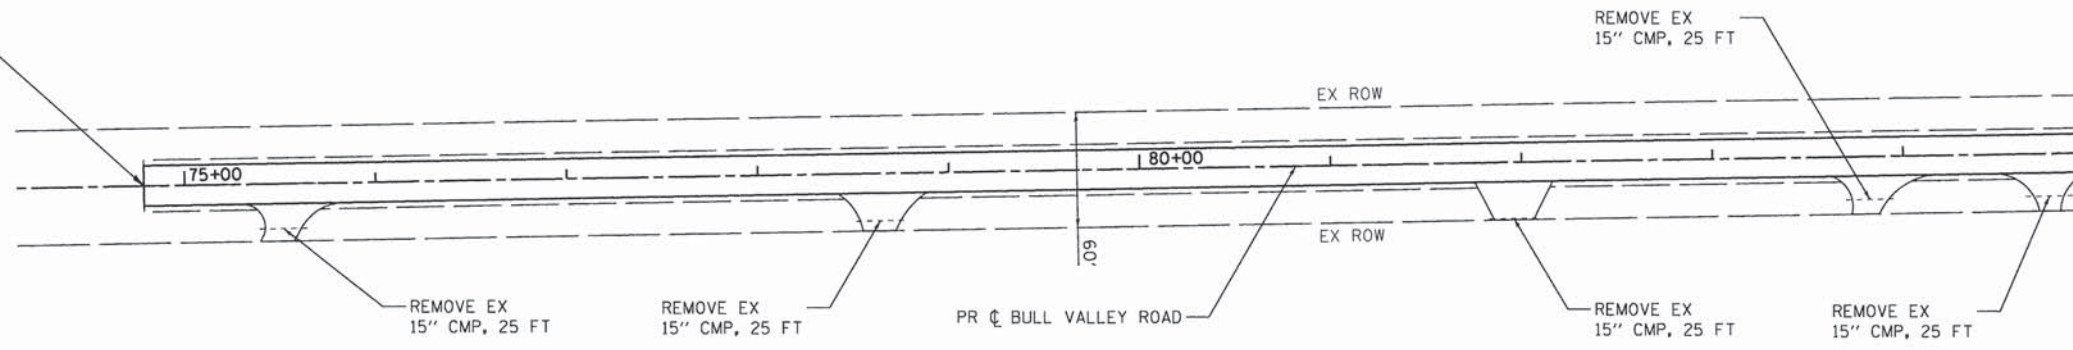 REMOVE EX
15" CMP, 25 FT
EX ROW
75+00
80+00
EX ROW
60'
REMOVE EX
15" CMP, 25 FT
REMOVE EX
15" CMP, 25 FT
PR ℄ BULL VALLEY ROAD
REMOVE EX
15" CMP, 25 FT
REMOVE EX
15" CMP, 25 FT